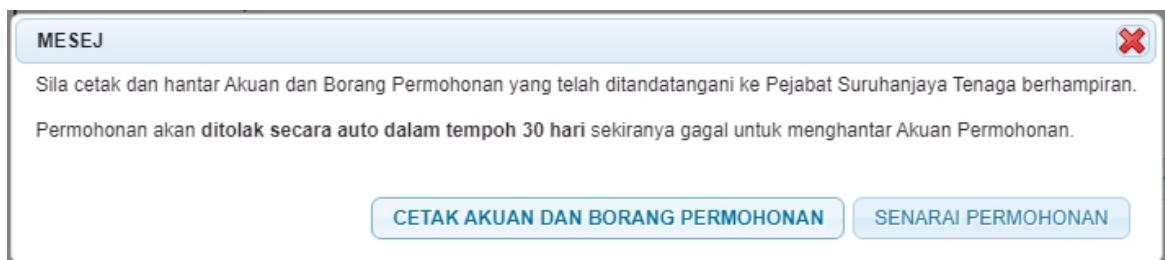 MESEJ
Sila cetak dan hantar Akuan dan Borang Permohonan yang telah ditandatangani ke Pejabat Suruhanjaya Tenaga berhampiran.
Permohonan akan ditolak secara auto dalam tempoh 30 hari sekiranya gagal untuk menghantar Akuan Permohonan.
CETAK AKUAN DAN BORANG PERMOHONAN
SENARAI PERMOHONAN